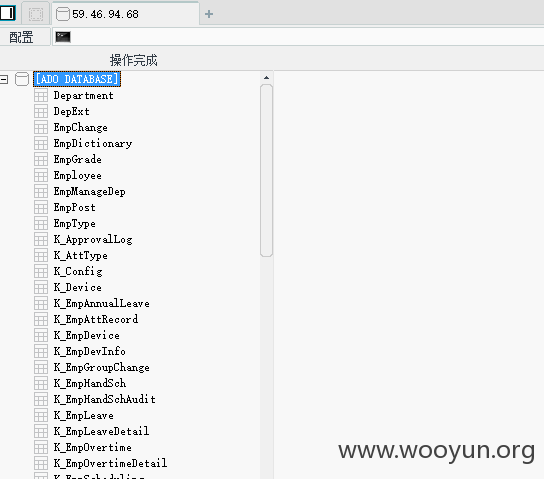 59.46.94.68
配置
操作完成
[ADO DATABASE]
Department
DepExt
EmpChange
EmpDictionary
EmpGrade
Employee
EmpManageDep
EmpPost
EmpType
K_ApprovalLog
K_AttType
K_Config
K_Device
K_EmpAnnualLeave
K_EmpAttRecord
K_EmpDevice
K_EmpDevInfo
K_EmpGroupChange
K_EmpHandSch
K_EmpHandSchAudit
K_EmpLeave
K_EmpLeaveDetail
K_EmpOvertime
K_EmpOvertimeDetail
www.wooyun.org